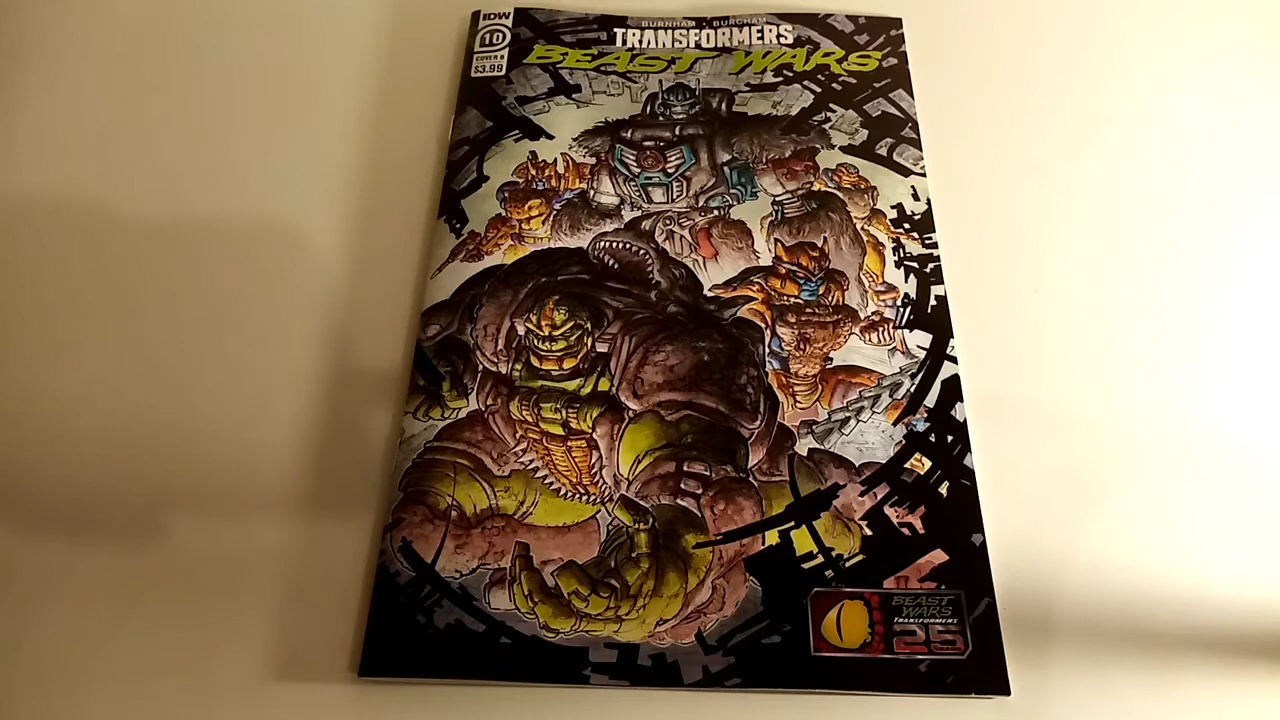 IDW
10
COVER B
$3.99
BURNHAM • BURCHAM
TRANSFORMERS
BEAST WARS
BEAST
WARS
TRANSFORMERS
25